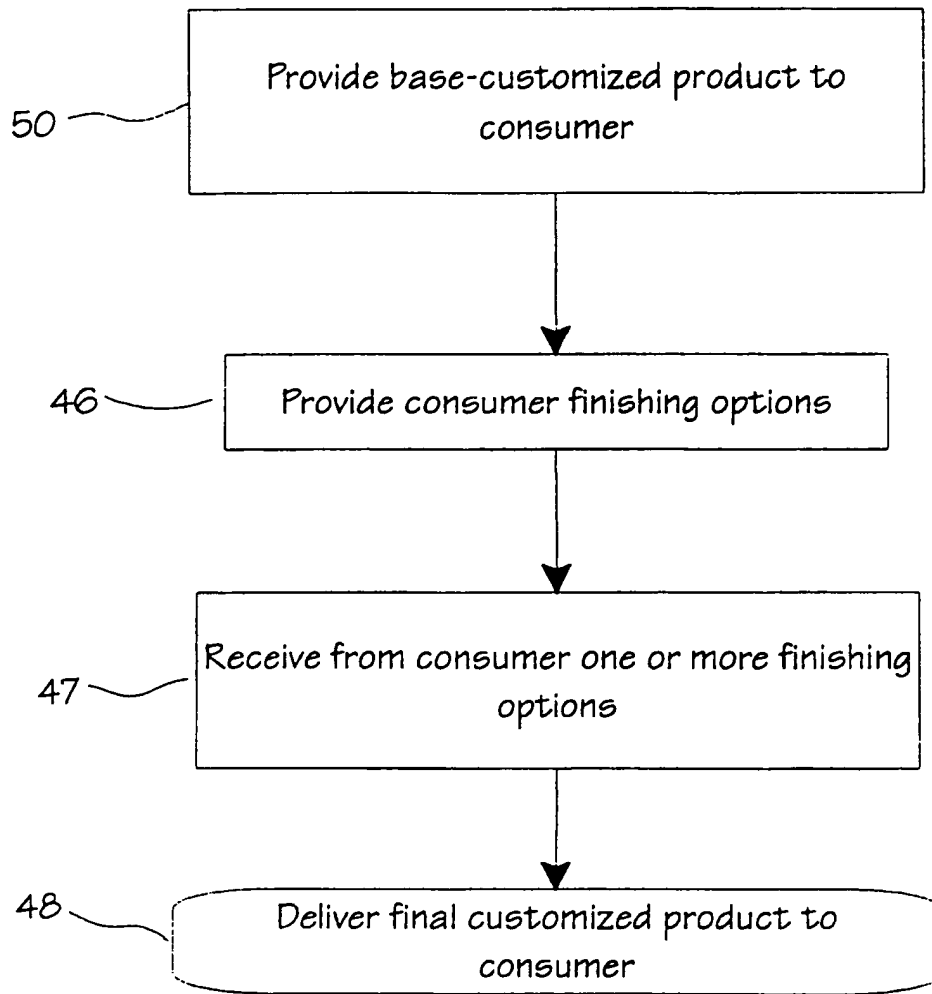 Provide base-customized product to
consumer
50
Provide consumer finishing options
46
Receive from consumer one or more finishing
options
47
Deliver final customized product to
consumer
48